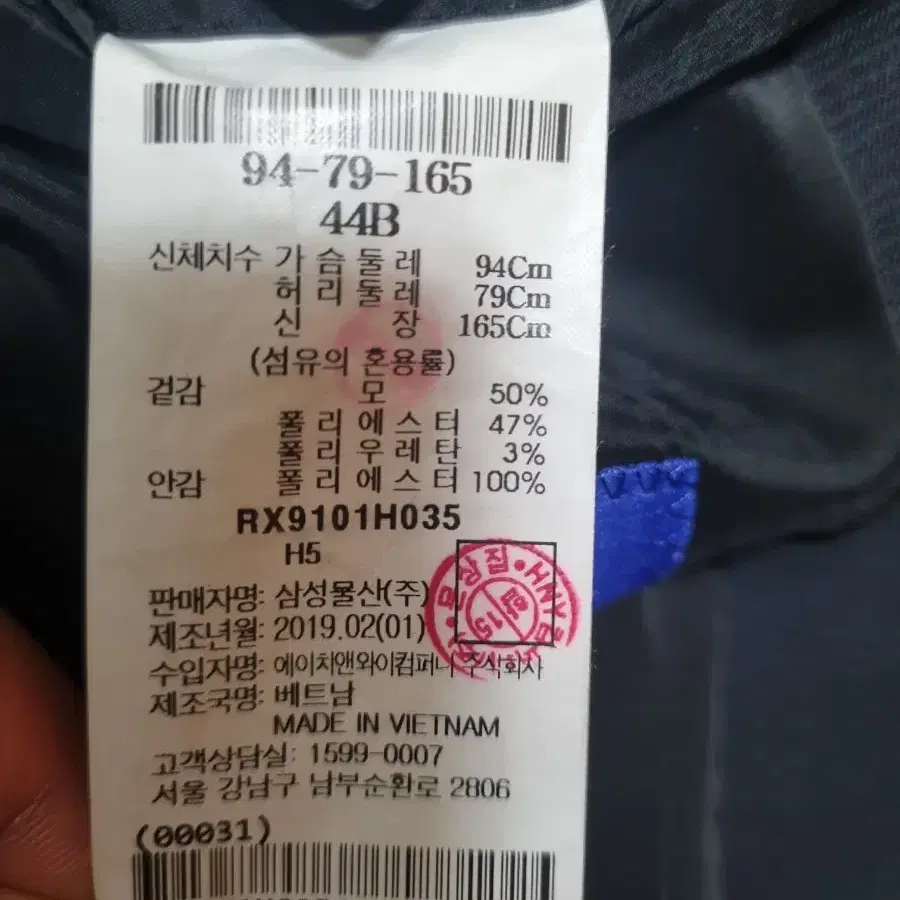 94-79-165
44B
신체치수 가슴둘레 94Cm
허리둘레 79Cm
신장 165Cm
(섬유의 혼용률)
겉감 모 50%
폴리에스터 47%
폴리우레탄 3%
안감 폴리에스터 100%
RX9101H035
H5
판매자명: 삼성물산(주)
제조년월: 2019.02(01)
수입자명: 에이치앤와이컴퍼니 주식회사
제조국명: 베트남
MADE IN VIETNAM
고객상담실: 1599-0007
서울 강남구 남부순환로 2806
(00031)
HNY
15